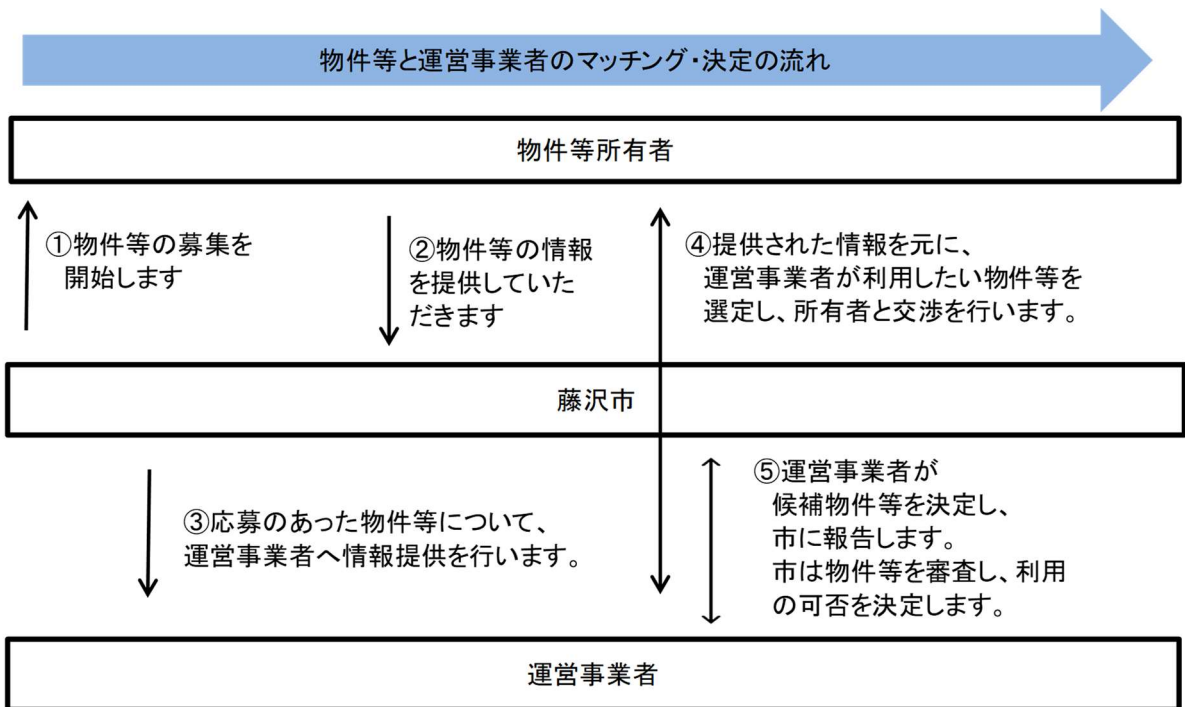 物件等と運営事業者のマッチング・決定の流れ
物件等所有者
①物件等の募集を
開始します
②物件等の情報
を提供していた
だきます
④提供された情報を元に、
運営事業者が利用したい物件等を
選定し、所有者と交渉を行います。
藤沢市
③応募のあった物件等について、
運営事業者へ情報提供を行います。
⑤運営事業者が
候補物件等を決定し、
市に報告します。
市は物件等を審査し、利用
の可否を決定します。
運営事業者